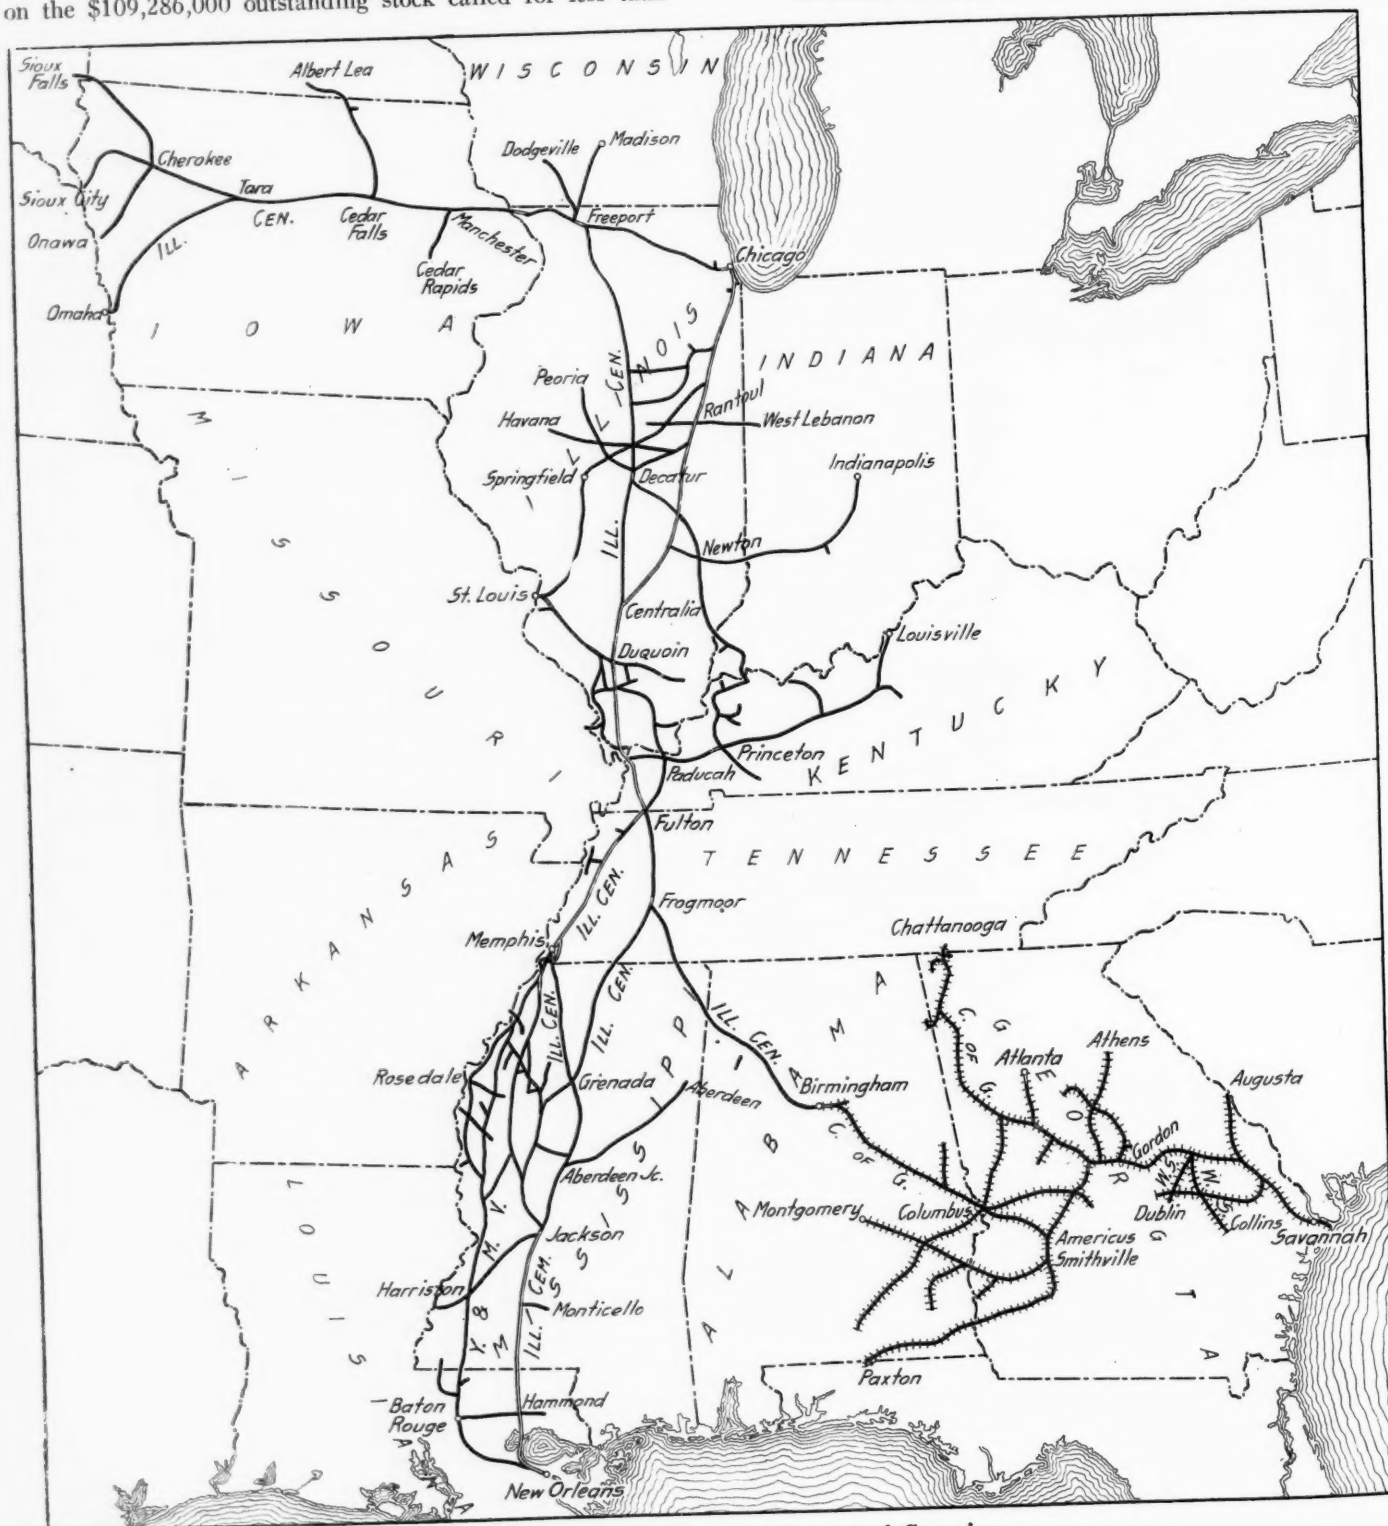 on the $109,286,000 outstanding stock called for less than
Sioux
Falls
Albert Lea
WISCONSIN
Dodgeville
Madison
Cherokee
Tara
Sioux City
CEN.
Cedar
Falls
Manchester
Freeport
Onawa
ILL.
Cedar
Rapids
Chicago
Omaha
IOWA
ILLINOIS
INDIANA
CEN.
Peoria
Rantoul
Havana
West Lebanon
Springfield
Decatur
Indianapolis
ILL.
Newton
MISSOURI
St. Louis
Centralia
Louisville
Duquoin
KENTUCKY
Princeton
Paducah
Fulton
TENNESSEE
ARKANSAS
ILL. CEN.
Frogmoor
Chattanooga
Memphis
ILL. CEN.
ILL. CEN.
ILL. CEN.
MISSISSIPPI
ALABAMA
GEORGIA
C. OF G.
Atlanta
Athens
Rosedale
Grenada
Aberdeen
Birmingham
Augusta
C. OF G.
Gordon
W.S.
W.S.
Aberdeen Jc.
Montgomery
Columbus
Dublin
Collins
Savannah
Y. & M. V.
Jackson
Americus
Smithville
LOUISIANA
Harriston
ILL. CEM.
Monticello
Paxton
Baton
Rouge
Hammond
New Orleans